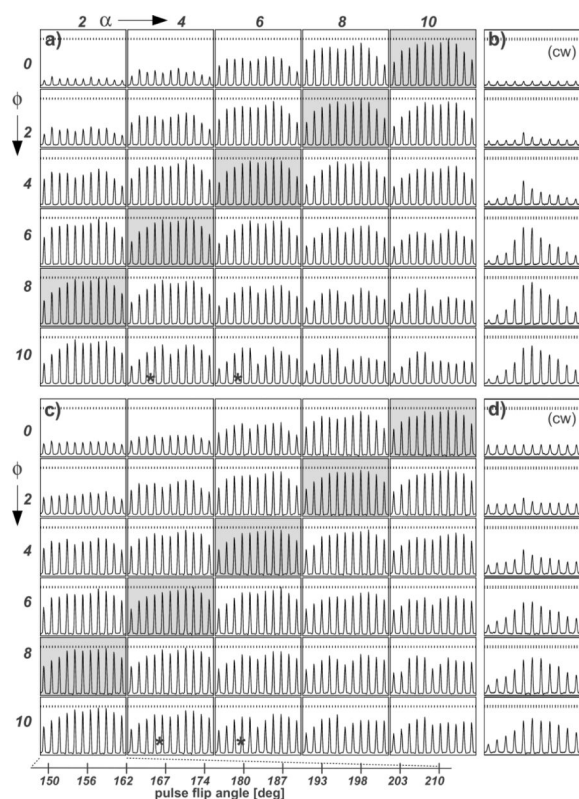 2 α 4 6 8 10
a) b)
0 (cw)
ϕ
2
4
6
8
10 * *
c) d)
0 (cw)
ϕ
2
4
6
8
10 * *
150 156 162 167 174 180 187 193 198 203 210
pulse flip angle [deg]